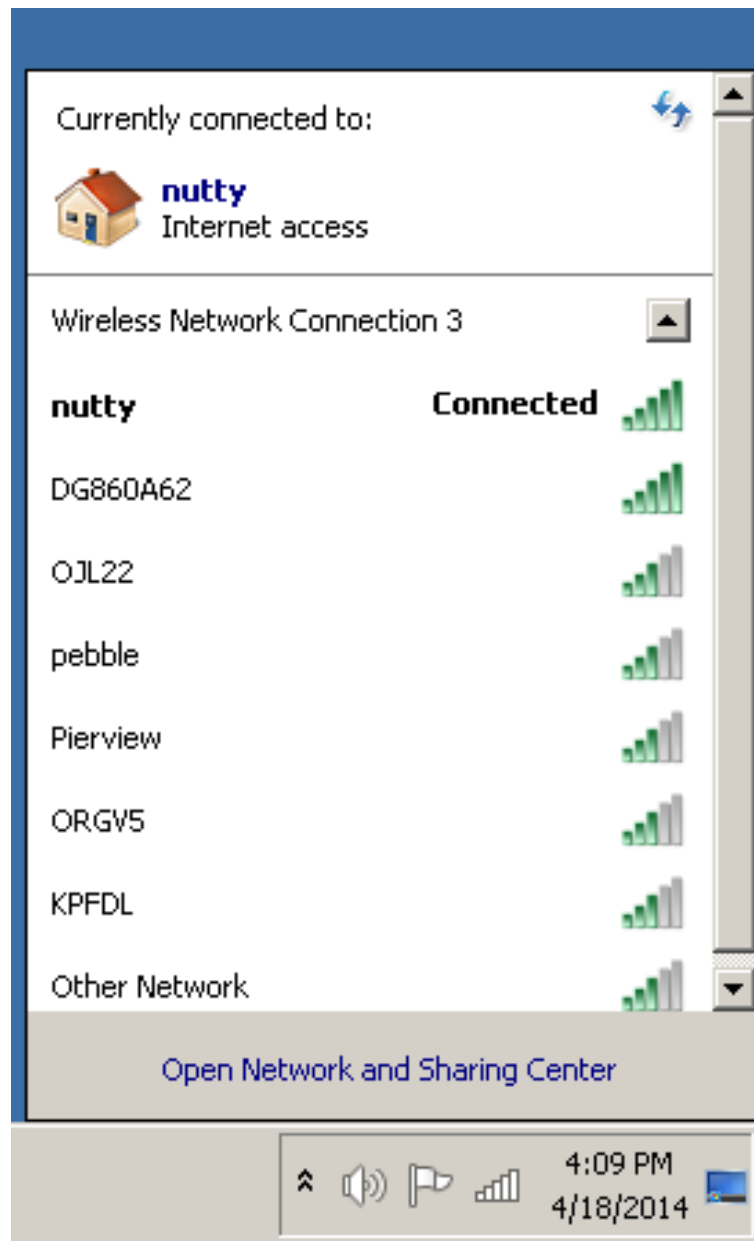 Currently connected to:
nutty
Internet access
Wireless Network Connection 3
nutty Connected
DG860A62
OJL22
pebble
Pierview
ORGV5
KPFDL
Other Network
Open Network and Sharing Center
4:09 PM
4/18/2014